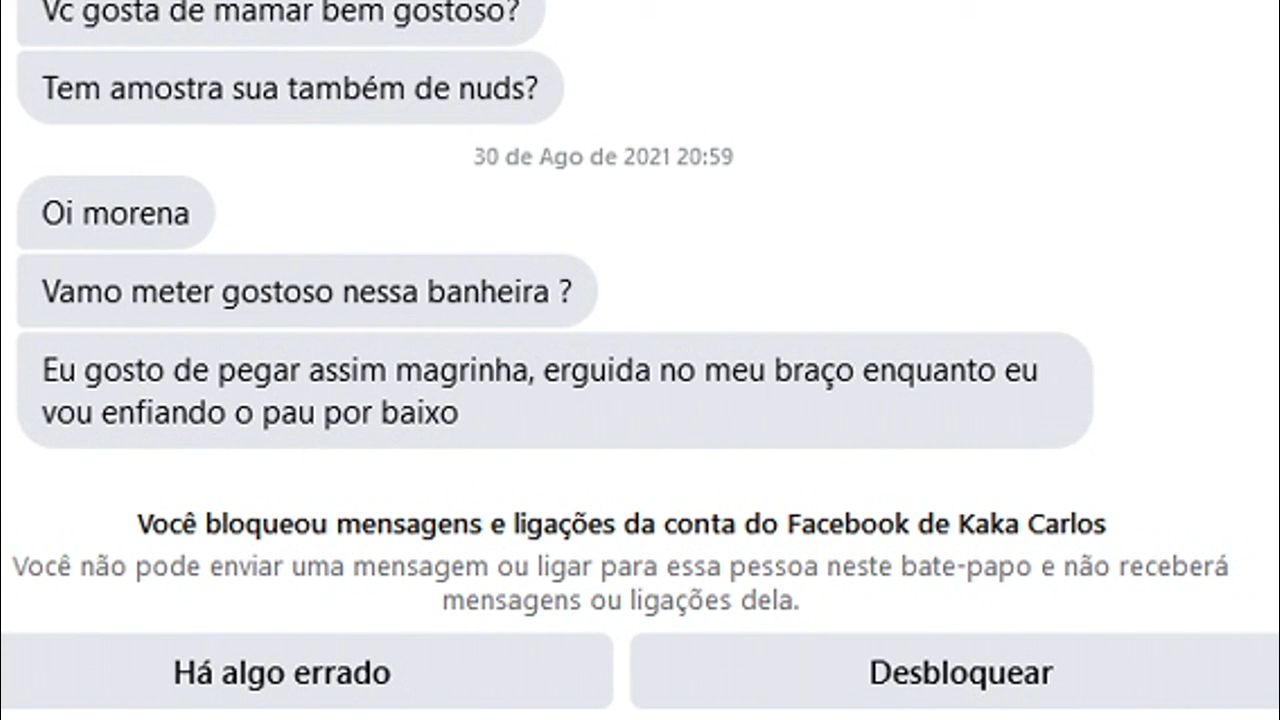 Vc gosta de mamar bem gostoso?
Tem amostra sua também de nuds?
30 de Ago de 2021 20:59
Oi morena
Vamo meter gostoso nessa banheira ?
Eu gosto de pegar assim magrinha, erguida no meu braço enquanto eu
vou enfiando o pau por baixo
Você bloqueou mensagens e ligações da conta do Facebook de Kaka Carlos
Você não pode enviar uma mensagem ou ligar para essa pessoa neste bate-papo e não receberá
mensagens ou ligações dela.
Há algo errado
Desbloquear